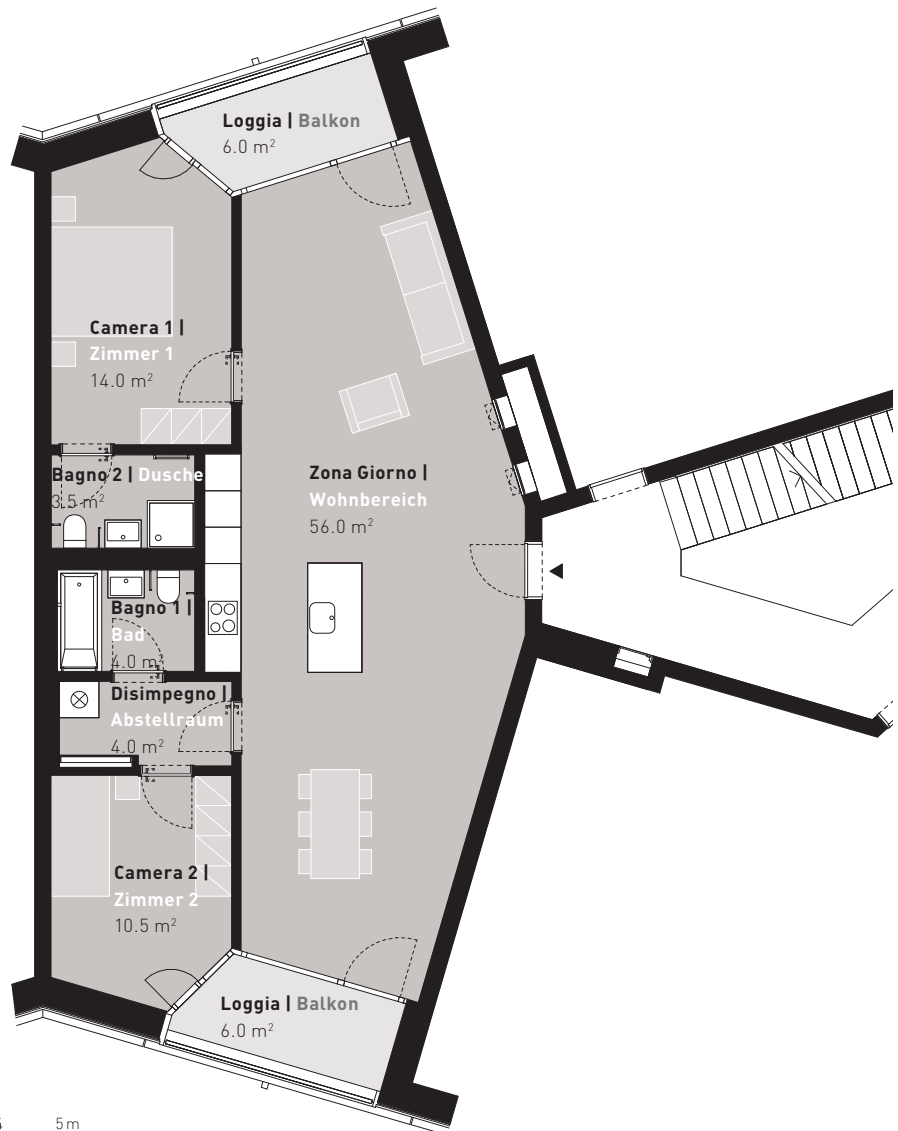 Loggia | Balkon
6.0 m²
Camera 1 |
Zimmer 1
14.0 m²
Bagno 2 | Dusche
3.5 m²
Zona Giorno |
Wohnbereich
56.0 m²
Bagno 1 |
Bad
4.0 m²
Disimpegno |
Abstellraum
4.0 m²
Camera 2 |
Zimmer 2
10.5 m²
Loggia | Balkon
6.0 m²
5 m